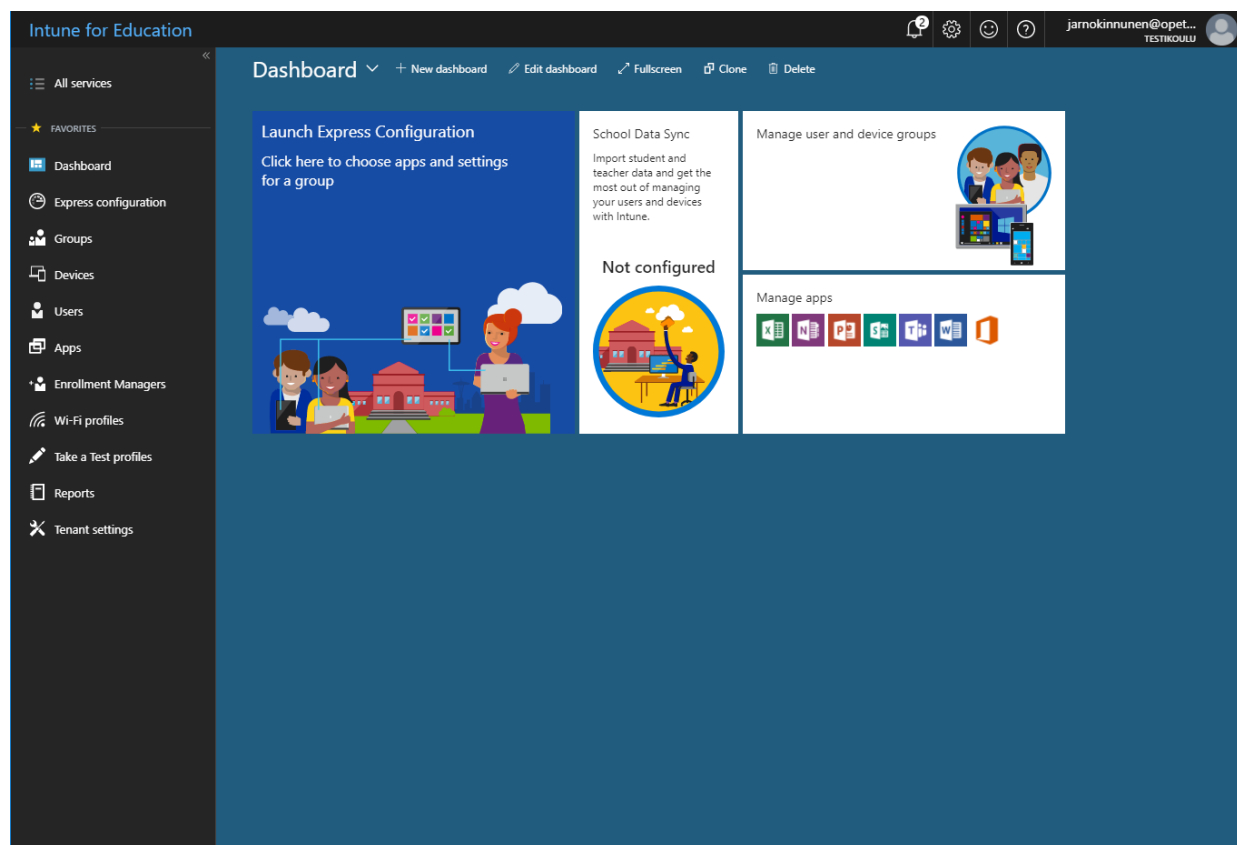 Intune for Education
2
jarnokinnunen@opet...
TESTIKOULU
All services
FAVORITES
Dashboard
Express configuration
Groups
Devices
Users
Apps
Enrollment Managers
Wi-Fi profiles
Take a Test profiles
Reports
Tenant settings
Dashboard
New dashboard
Edit dashboard
Fullscreen
Clone
Delete
Launch Express Configuration
Click here to choose apps and settings
for a group
School Data Sync
Import student and
teacher data and get the
most out of managing
your users and devices
with Intune.
Not configured
Manage user and device groups
Manage apps